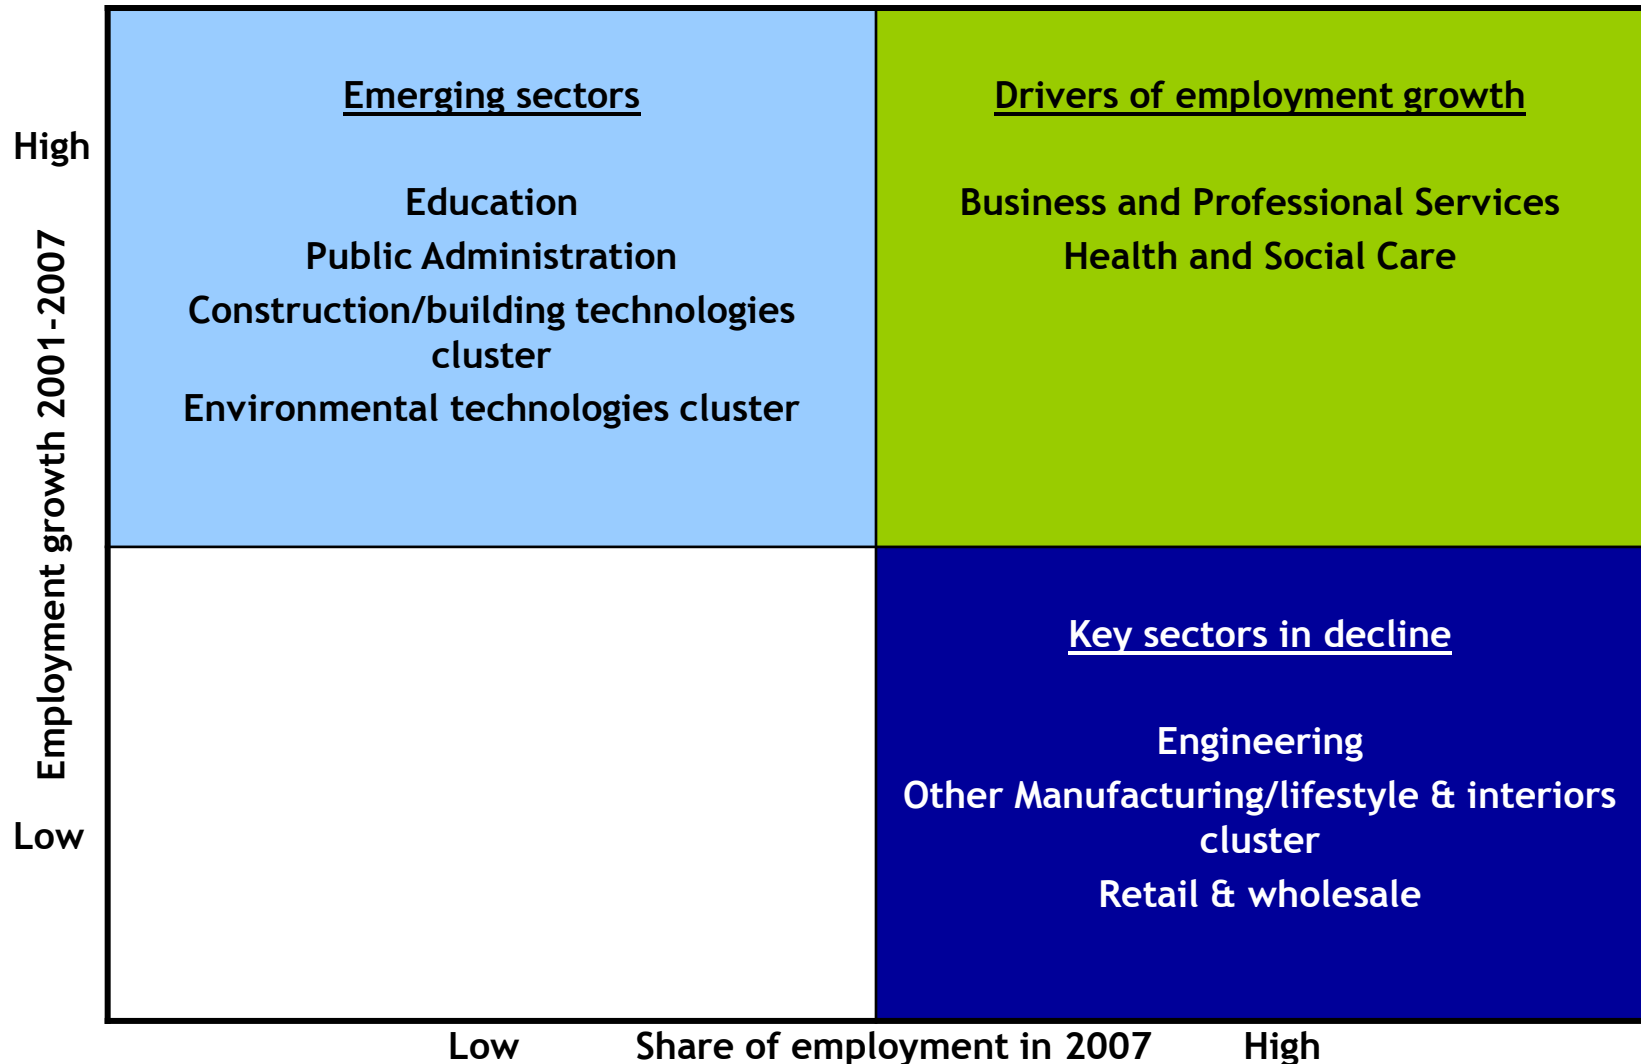 Emerging sectors
Education
Public Administration
Construction/building technologies
cluster
Environmental technologies cluster
Drivers of employment growth
Business and Professional Services
Health and Social Care
Key sectors in decline
Engineering
Other Manufacturing/lifestyle & interiors
cluster
Retail & wholesale
High
Employment growth 2001-2007
Low
Low
Share of employment in 2007
High